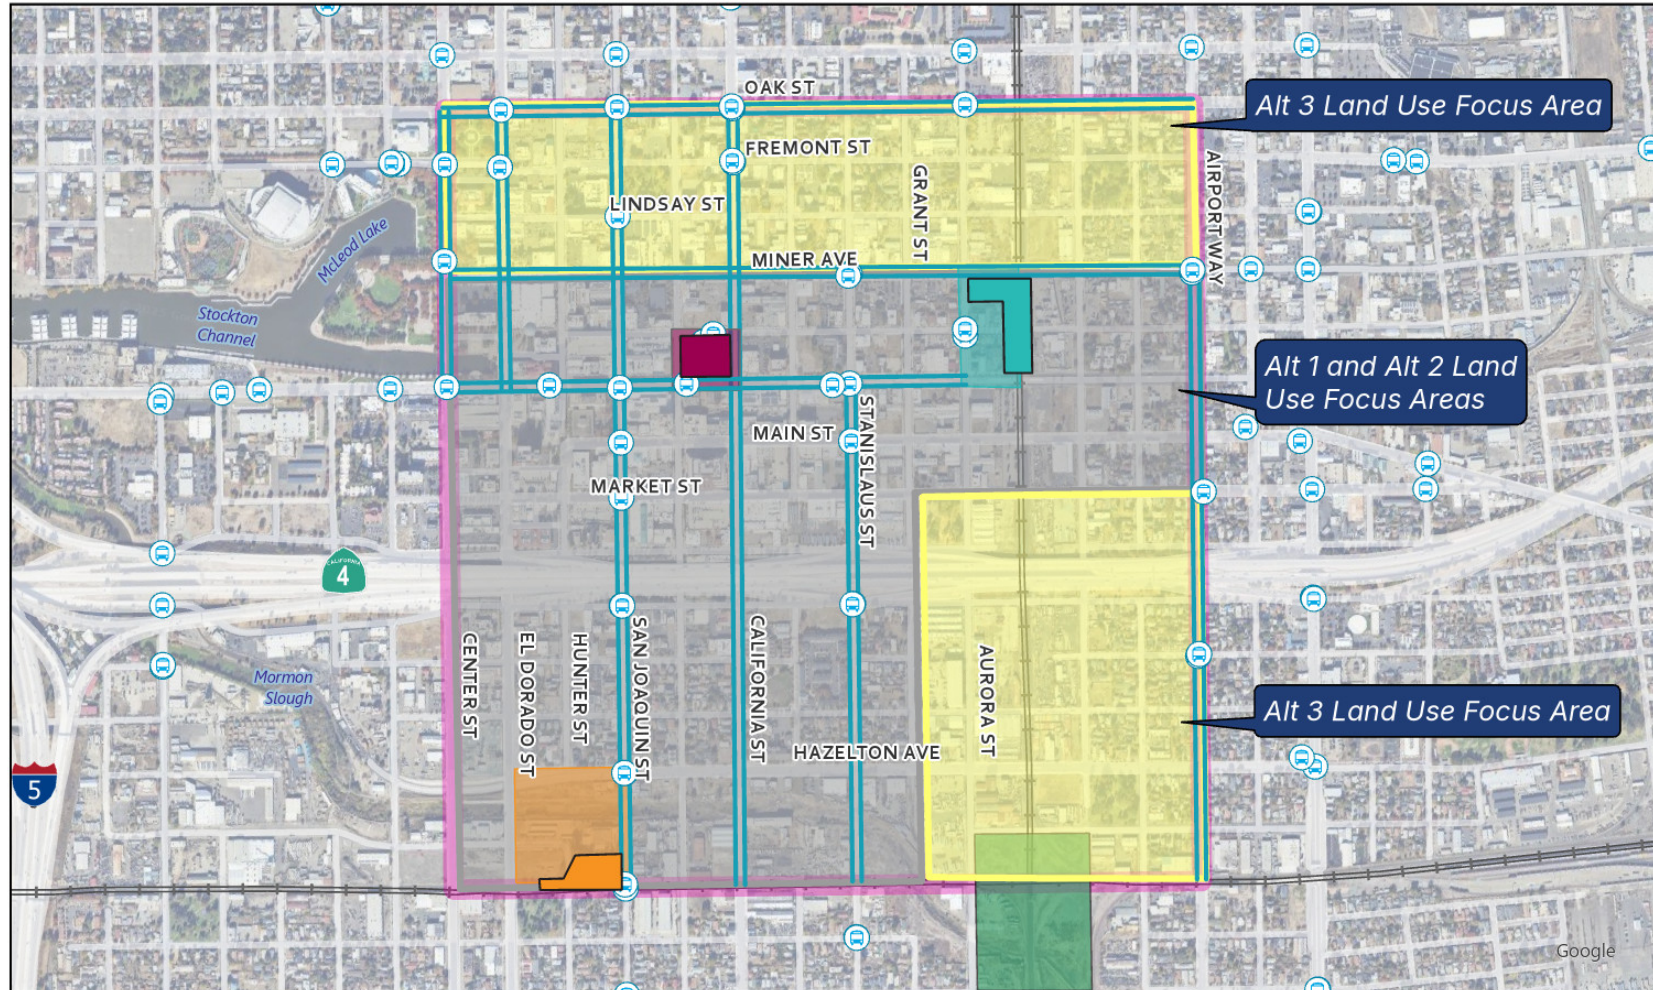 OAK ST
Alt 3 Land Use Focus Area
FREMONT ST
LINDSAY ST
GRANT ST
AIRPORT WAY
McLeod Lake
MINER AVE
Stockton
Channel
Alt 1 and Alt 2 Land
Use Focus Areas
MAIN ST
STANISLAUS ST
MARKET ST
CALIFORNIA
4
CENTER ST
EL DORADO ST
HUNTER ST
SAN JOAQUIN ST
CALIFORNIA ST
AURORA ST
Mormon
Slough
Alt 3 Land Use Focus Area
HAZELTON AVE
5
Google